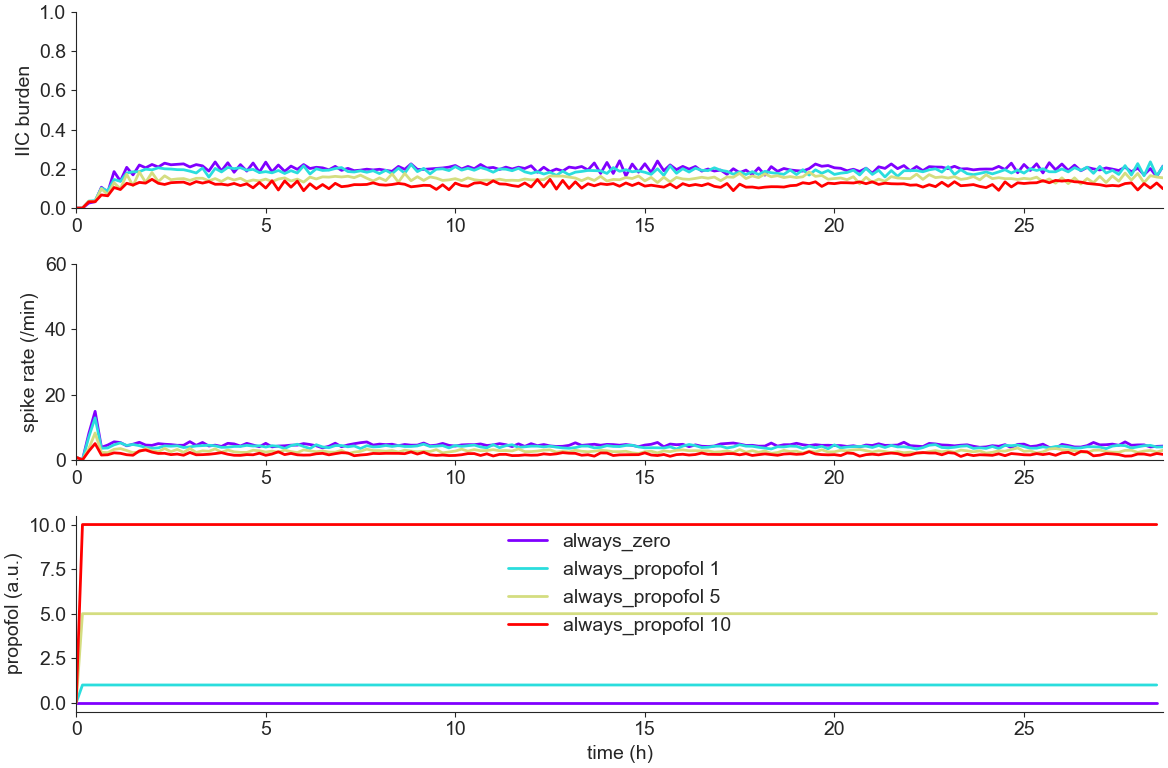 IIC burden
1.0
0.8
0.6
0.4
0.2
0.0
0 5 10 15 20 25
spike rate (/min)
60
40
20
0
0 5 10 15 20 25
propofol (a.u.)
10.0
7.5
5.0
2.5
0.0
always_zero
always_propofol 1
always_propofol 5
always_propofol 10
0 5 10 15 20 25
time (h)